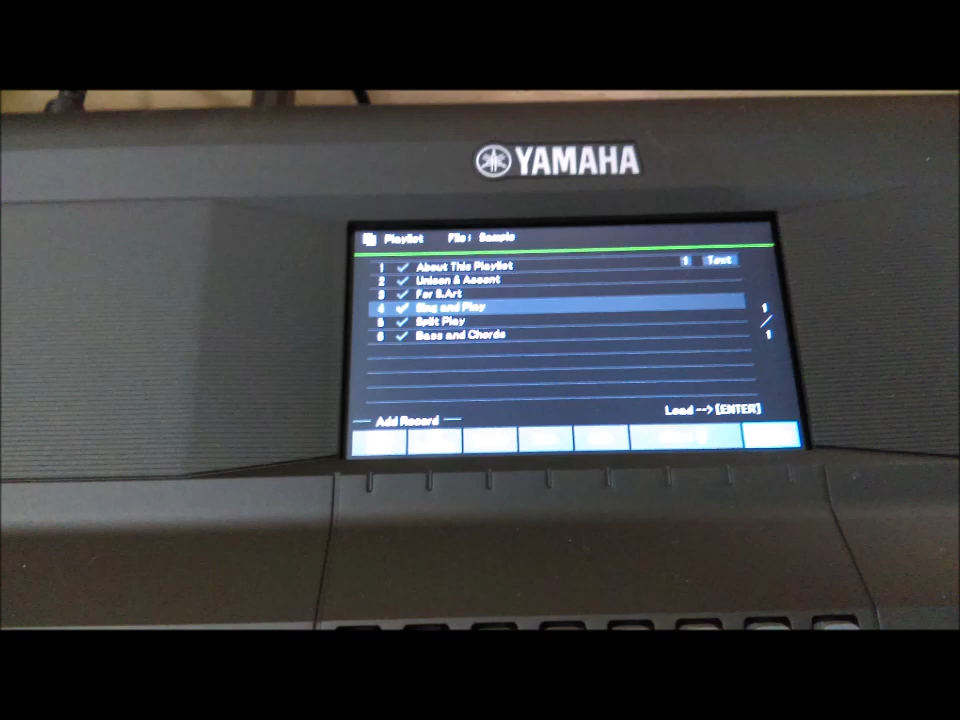 YAMAHA
Playlist File: Sample
1 About This Playlist 1 Text
2 Unison & Accent
3 For S.Art
4 Sing and Play
5 Split Play
6 Bass and Chords
1/1
Load-->[ENTER]
Add Record